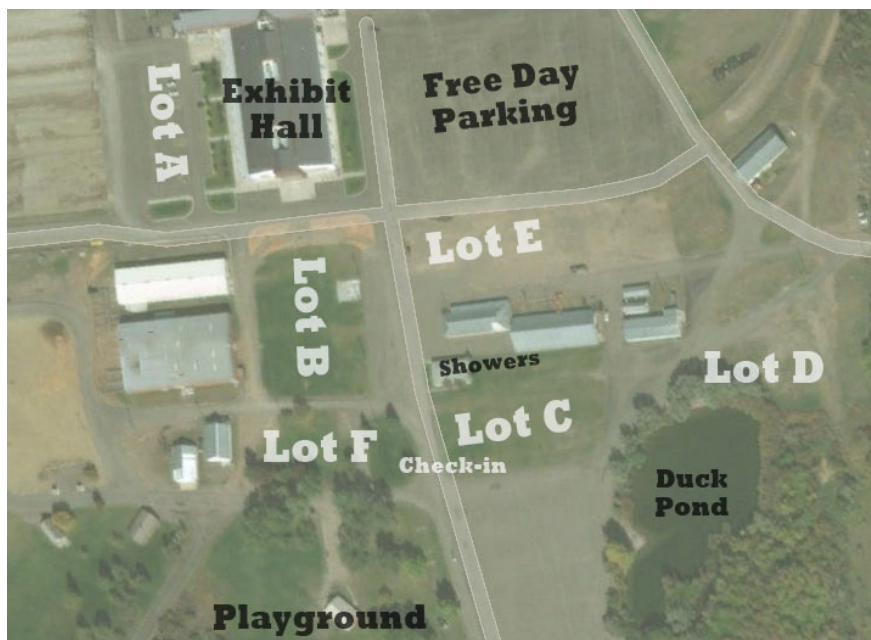 Lot A
Exhibit
Hall
Free Day
Parking
Lot E
Lot B
Showers
Lot D
Lot C
Lot F
Check-in
Duck
Pond
Playground